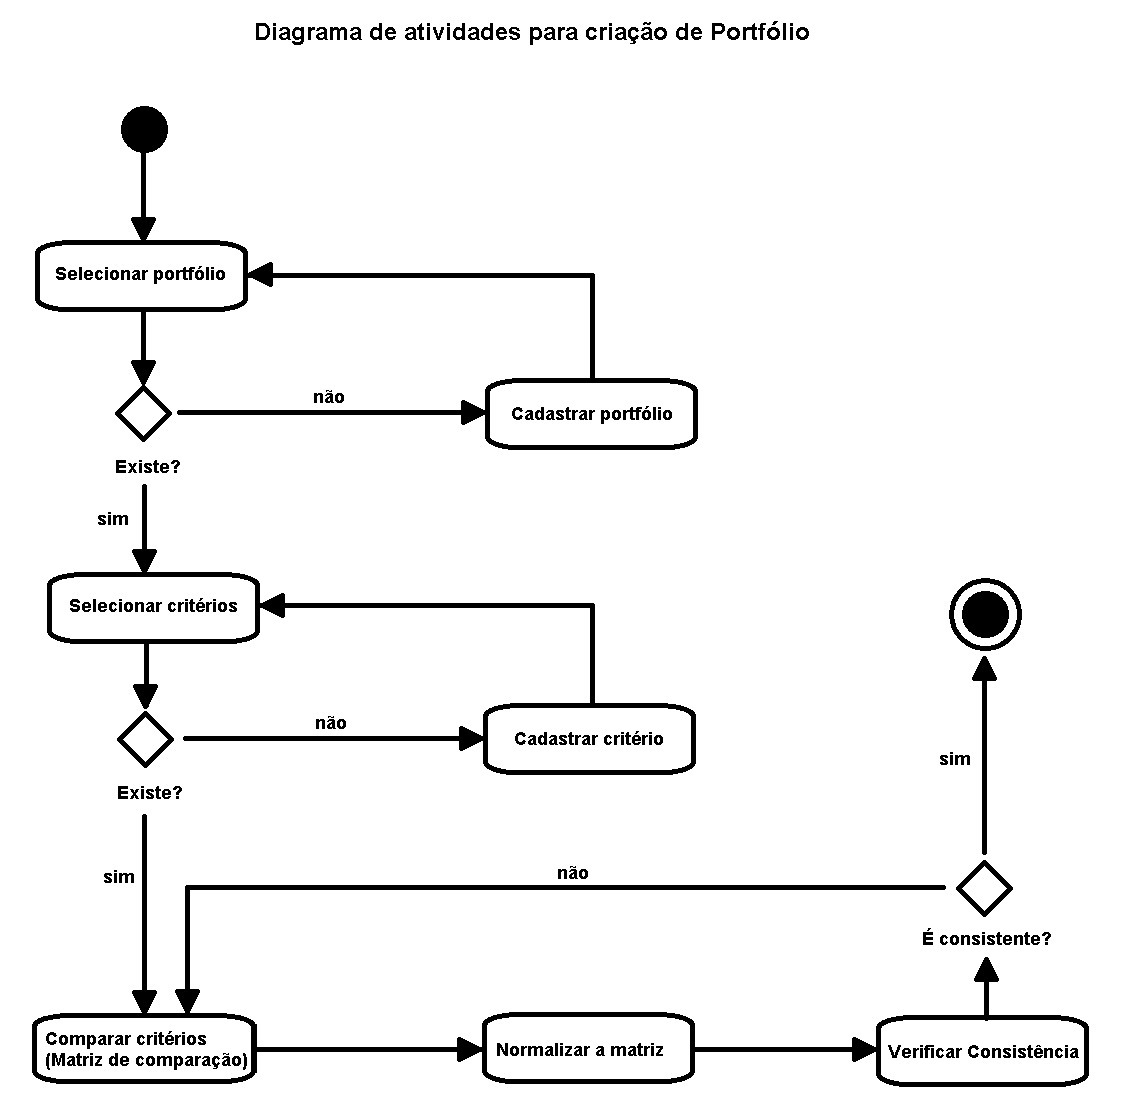 Diagrama de atividades para criação de Portfólio
Selecionar portfólio
não
Cadastrar portfólio
Existe?
sim
Selecionar critérios
não
Cadastrar critério
Existe?
sim
sim
não
É consistente?
Comparar critérios
(Matriz de comparação)
Normalizar a matriz
Verificar Consistência